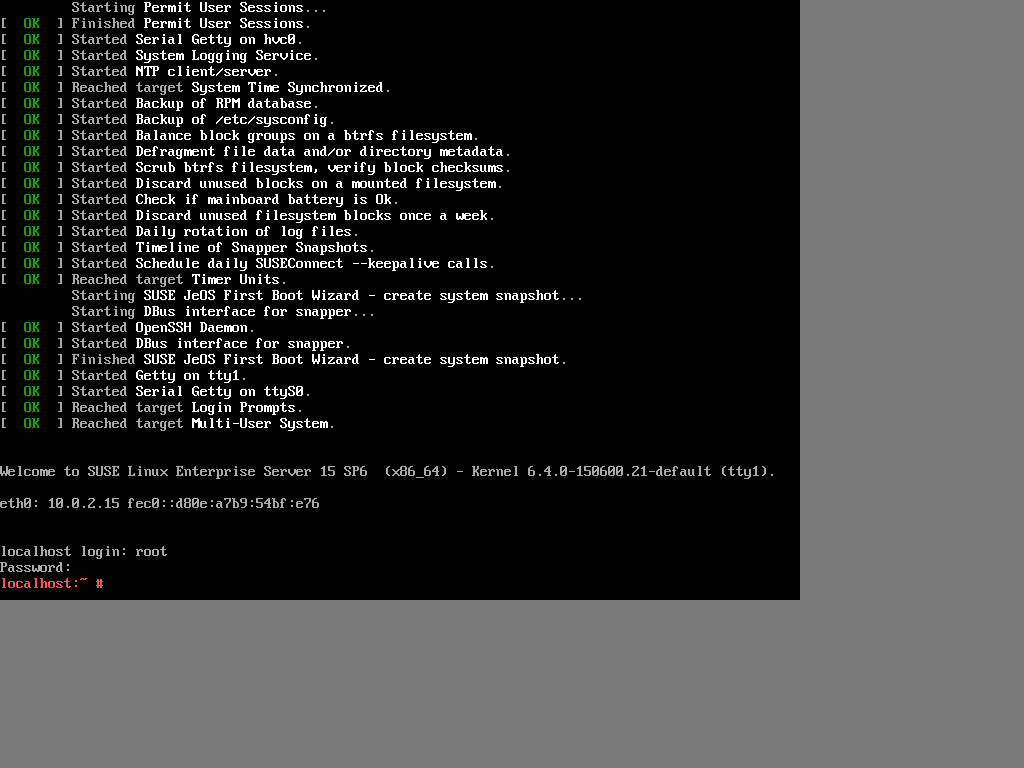 Starting Permit User Sessions...
[  OK  ] Finished Permit User Sessions.
[  OK  ] Started Serial Getty on hvc0.
[  OK  ] Started System Logging Service.
[  OK  ] Started NTP client/server.
[  OK  ] Reached target System Time Synchronized.
[  OK  ] Started Backup of RPM database.
[  OK  ] Started Backup of /etc/sysconfig.
[  OK  ] Started Balance block groups on a btrfs filesystem.
[  OK  ] Started Defragment file data and/or directory metadata.
[  OK  ] Started Scrub btrfs filesystem, verify block checksums.
[  OK  ] Started Discard unused blocks on a mounted filesystem.
[  OK  ] Started Check if mainboard battery is Ok.
[  OK  ] Started Discard unused filesystem blocks once a week.
[  OK  ] Started Daily rotation of log files.
[  OK  ] Started Timeline of Snapper Snapshots.
[  OK  ] Started Schedule daily SUSEConnect --keepalive calls.
[  OK  ] Reached target Timer Units.
Starting SUSE JeOS First Boot Wizard - create system snapshot...
Starting DBus interface for snapper...
[  OK  ] Started OpenSSH Daemon.
[  OK  ] Started DBus interface for snapper.
[  OK  ] Finished SUSE JeOS First Boot Wizard - create system snapshot.
[  OK  ] Started Getty on tty1.
[  OK  ] Started Serial Getty on ttyS0.
[  OK  ] Reached target Login Prompts.
[  OK  ] Reached target Multi-User System.
Welcome to SUSE Linux Enterprise Server 15 SP6  (x86_64) - Kernel 6.4.0-150600.21-default (tty1).
eth0: 10.0.2.15 fec0::d80e:a7b9:54bf:e76
localhost login: root
Password:
localhost:~ #